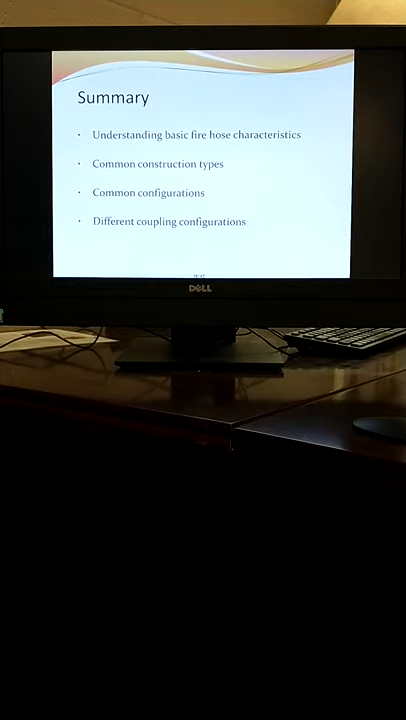 Summary
· Understanding basic fire hose characteristics
· Common construction types
· Common configurations
· Different coupling configurations
DELL